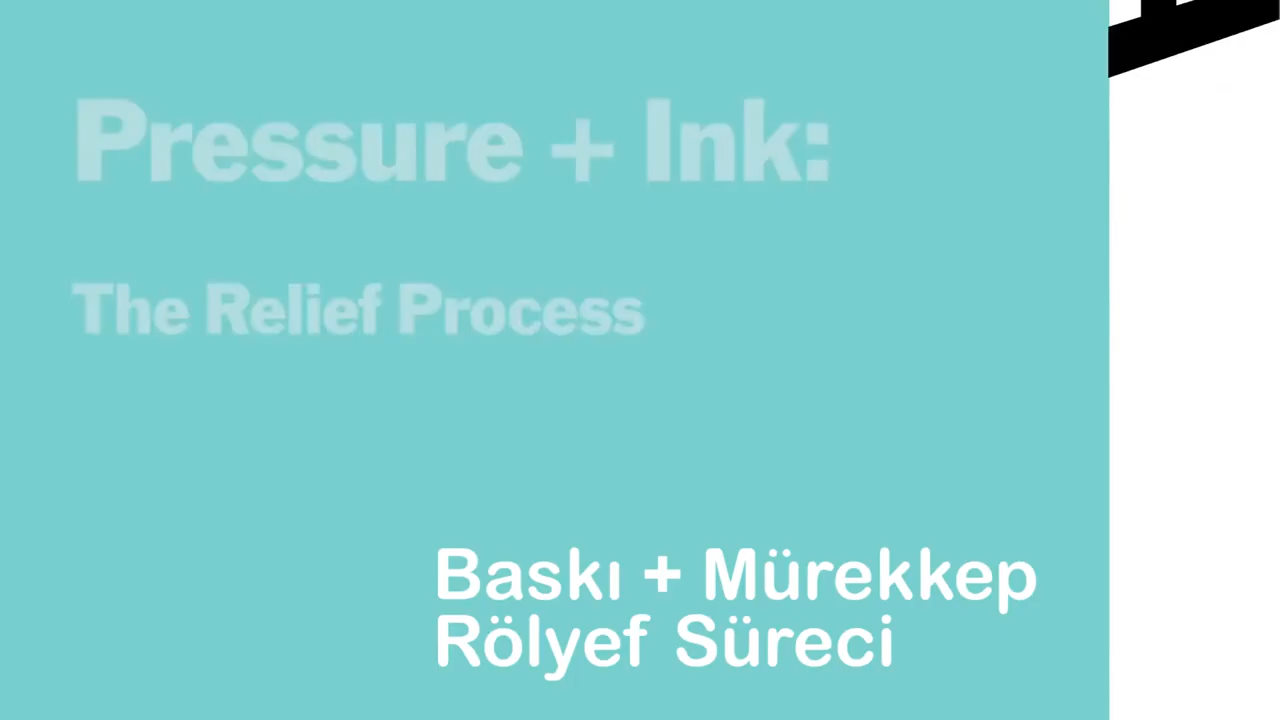 Pressure + Ink:
The Relief Process
Baskı + Mürekkep
Rölyef Süreci